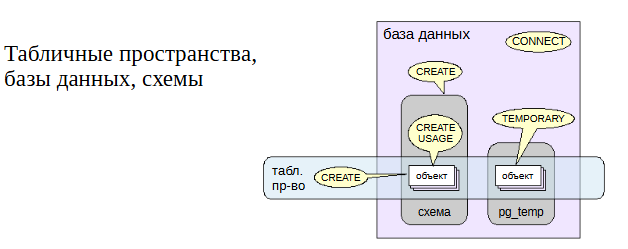 Табличные пространства,
базы данных, схемы
база данных
CONNECT
CREATE
CREATE
USAGE
TEMPORARY
табл.
пр-во
CREATE
объект
объект
схема
pg_temp